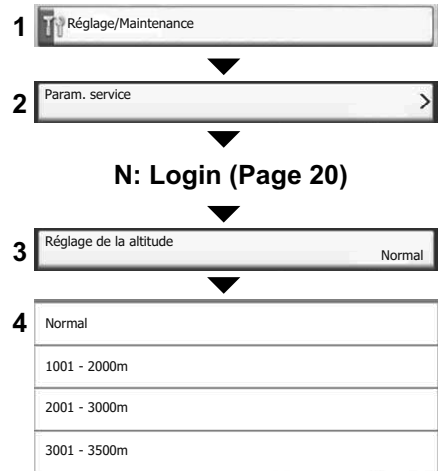 1 Réglage/Maintenance
2 Param. service >
N: Login (Page 20)
3 Réglage de la altitude Normal
4 Normal
1001 - 2000m
2001 - 3000m
3001 - 3500m